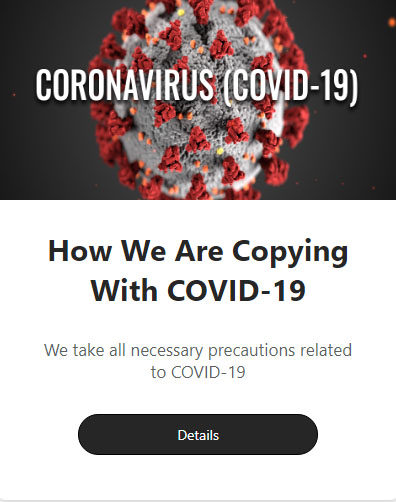 CORONAVIRUS (COVID-19)
How We Are Copying
With COVID-19
We take all necessary precautions related
to COVID-19
Details